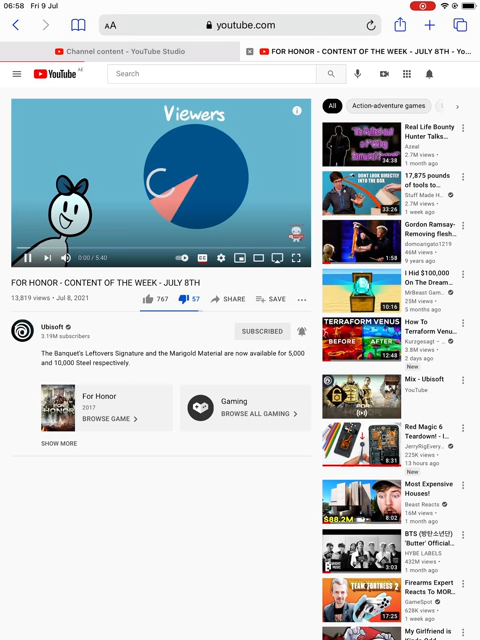 06:58 Fri 9 Jul
AA
youtube.com
Channel content - YouTube Studio
FOR HONOR - CONTENT OF THE WEEK - JULY 8TH - Yo...
YouTube
Search
Viewers
0:00 / 5:40
FOR HONOR - CONTENT OF THE WEEK - JULY 8TH
13,819 views • Jul 8, 2021
767
57
SHARE
SAVE
Ubisoft
3.19M subscribers
SUBSCRIBED
The Banquet's Leftovers Signature and the Marigold Material are now available for 5,000
and 10,000 Steel respectively.
For Honor
2017
BROWSE GAME
Gaming
BROWSE ALL GAMING
SHOW MORE
All
Action-adventure games
34:38
Real Life Bounty
Hunter Talks...
Azeal
2.7M views •
1 month ago
DONT LOOK DIRECTLY
INTO THE BOX
33:26
17,875 pounds
of tools to...
Stuff Made H...
2.7M views •
1 week ago
1:58
Gordon Ramsay-
Removing flesh...
domoarigato1219
46M views •
9 years ago
10:16
I Hid $100,000
On The Dream...
MrBeast Gam...
25M views •
5 months ago
TERRAFORM VENUS
BEFORE
AFTER
12:48
How To
Terraform Venu...
Kurzgesagt – ...
3.8M views •
2 days ago
New
FOR
Mix - Ubisoft
YouTube
8:31
Red Magic 6
Teardown! - I...
JerryRigEvery...
225K views •
13 hours ago
New
$88.2M
8:02
Most Expensive
Houses!
Beast Reacts
16M views •
1 month ago
3:03
BTS (방탄소년단)
'Butter' Official...
HYBE LABELS
432M views •
1 month ago
TEAM FORTRESS 2
17:25
Firearms Expert
Reacts To MOR...
GameSpot
628K views •
1 week ago
My Girlfriend is